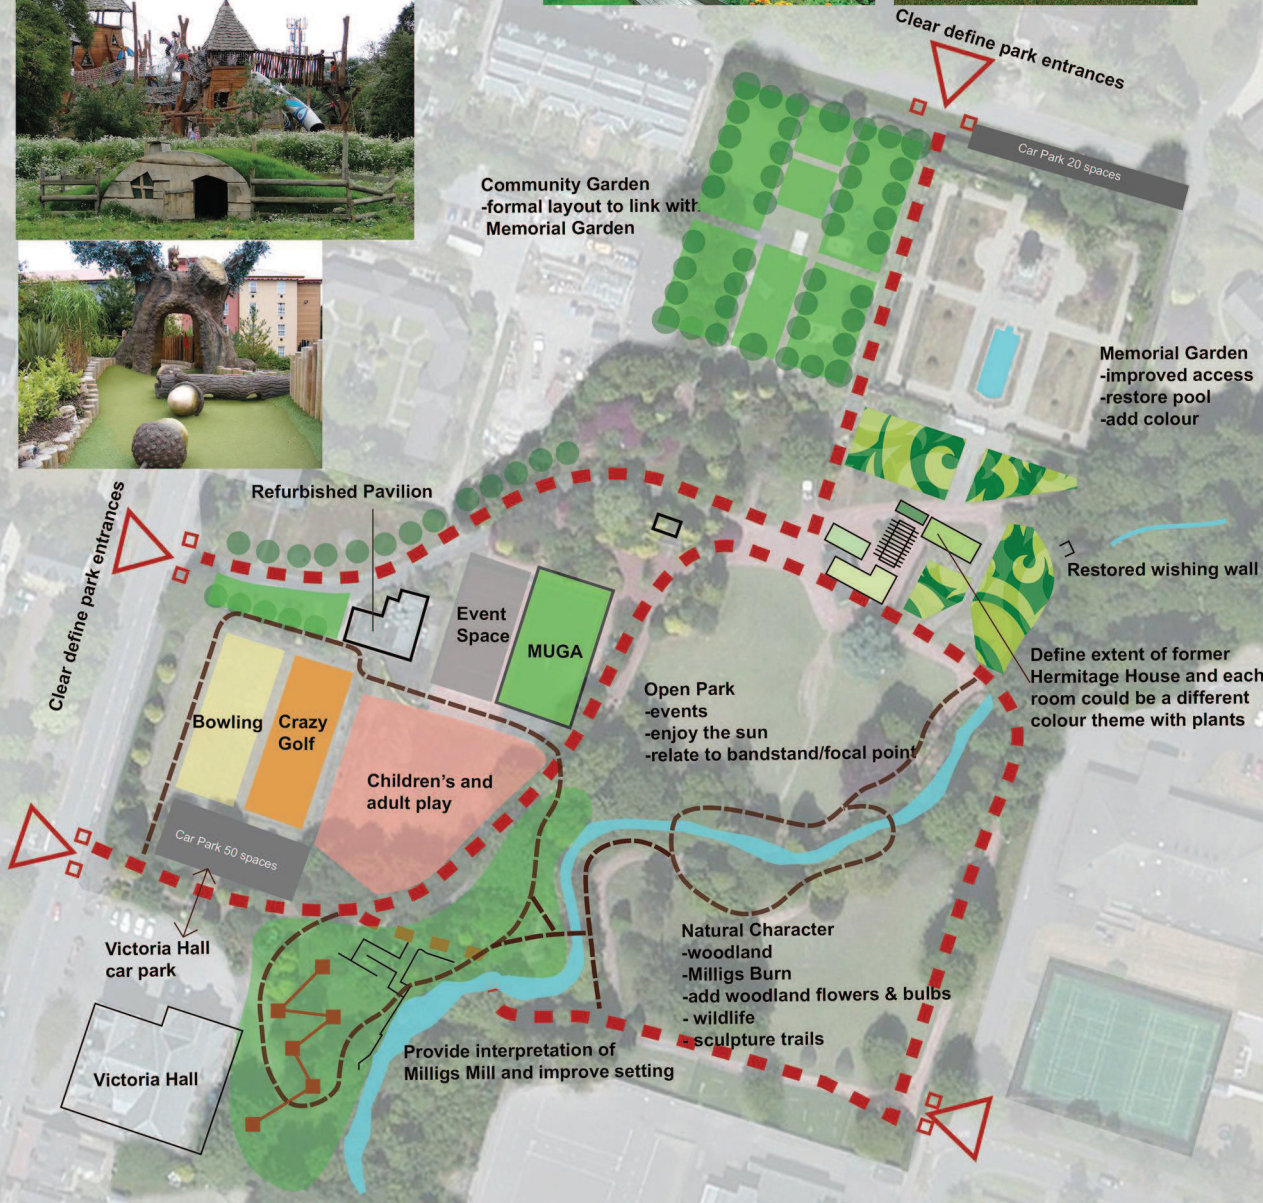 Clear define park entrances
Car Park 20 spaces
Community Garden
-formal layout to link with
Memorial Garden
Memorial Garden
-improved access
-restore pool
-add colour
Refurbished Pavilion
Clear define park entrances
Event
Space
MUGA
Restored wishing wall
Define extent of former
Hermitage House and each
room could be a different
colour theme with plants
Open Park
-events
-enjoy the sun
-relate to bandstand/focal point
Bowling
Crazy
Golf
Children's and
adult play
Car Park 50 spaces
Victoria Hall
car park
Natural Character
-woodland
-Milligs Burn
-add woodland flowers & bulbs
- wildlife
- sculpture trails
Provide interpretation of
Milligs Mill and improve setting
Victoria Hall